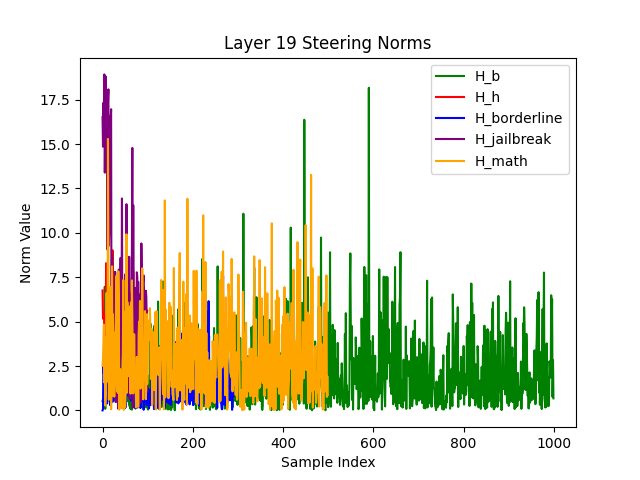 Layer 19 Steering Norms
H_b
H_h
H_borderline
H_jailbreak
H_math
Norm Value
17.5
15.0
12.5
10.0
7.5
5.0
2.5
0.0
0
200
400
600
800
1000
Sample Index